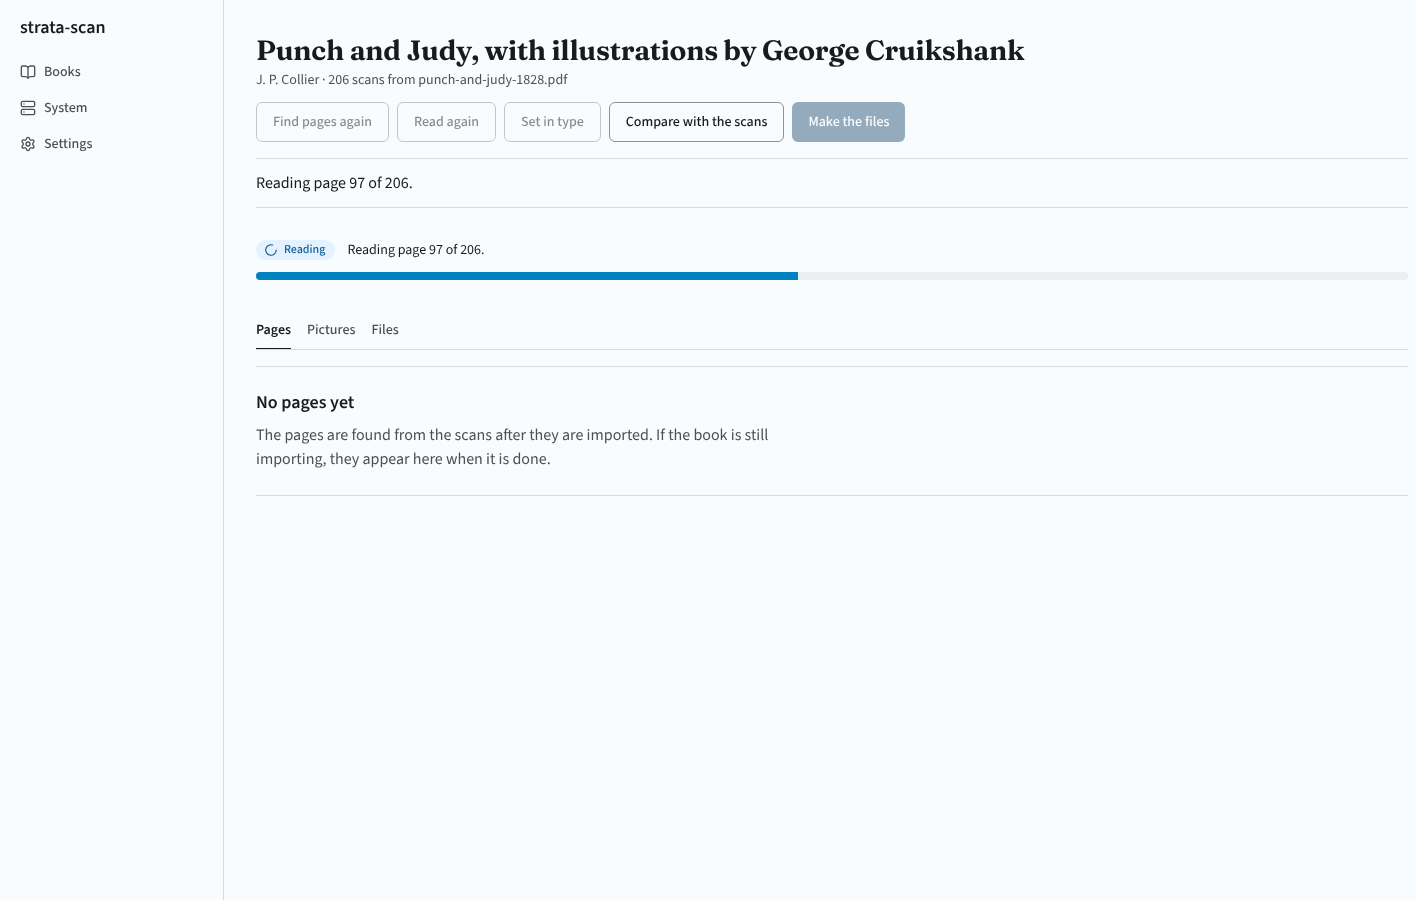 strata-scan
Books
System
Settings
Punch and Judy, with illustrations by George Cruikshank
J. P. Collier · 206 scans from punch-and-judy-1828.pdf
Find pages again
Read again
Set in type
Compare with the scans
Make the files
Reading page 97 of 206.
Reading
Reading page 97 of 206.
Pages
Pictures
Files
No pages yet
The pages are found from the scans after they are imported. If the book is still
importing, they appear here when it is done.